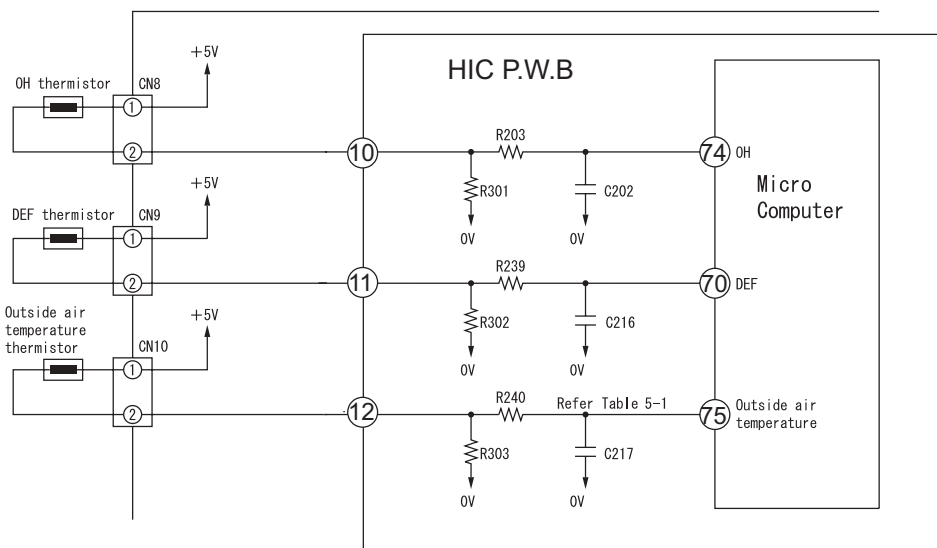 HIC P.W.B
+5V
OH thermistor
CN8
1
2
10
R203
R301
C202
0V
0V
74
OH
Micro
Computer
+5V
DEF thermistor
CN9
1
2
11
R239
R302
C216
0V
0V
70
DEF
Outside air
temperature
thermistor
+5V
CN10
1
2
12
R240
Refer Table 5-1
R303
C217
0V
0V
75
Outside air
temperature